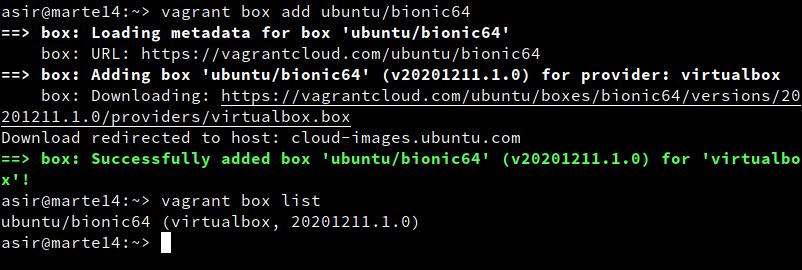 asir@marte14:~> vagrant box add ubuntu/bionic64
==> box: Loading metadata for box 'ubuntu/bionic64'
    box: URL: https://vagrantcloud.com/ubuntu/bionic64
==> box: Adding box 'ubuntu/bionic64' (v20201211.1.0) for provider: virtualbox
    box: Downloading: https://vagrantcloud.com/ubuntu/boxes/bionic64/versions/20
201211.1.0/providers/virtualbox.box
Download redirected to host: cloud-images.ubuntu.com
==> box: Successfully added box 'ubuntu/bionic64' (v20201211.1.0) for 'virtualbo
x'!
asir@marte14:~> vagrant box list
ubuntu/bionic64 (virtualbox, 20201211.1.0)
asir@marte14:~>